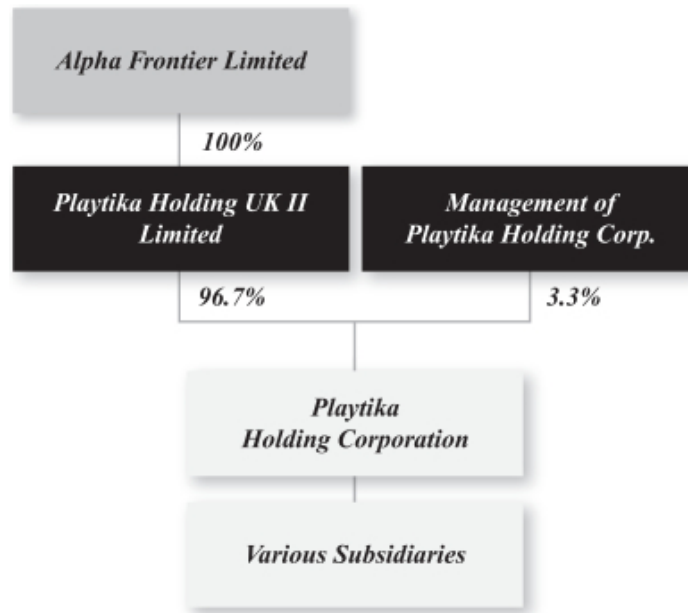 Alpha Frontier Limited
100%
Playtika Holding UK II
Limited
Management of
Playtika Holding Corp.
96.7%
3.3%
Playtika
Holding Corporation
Various Subsidiaries